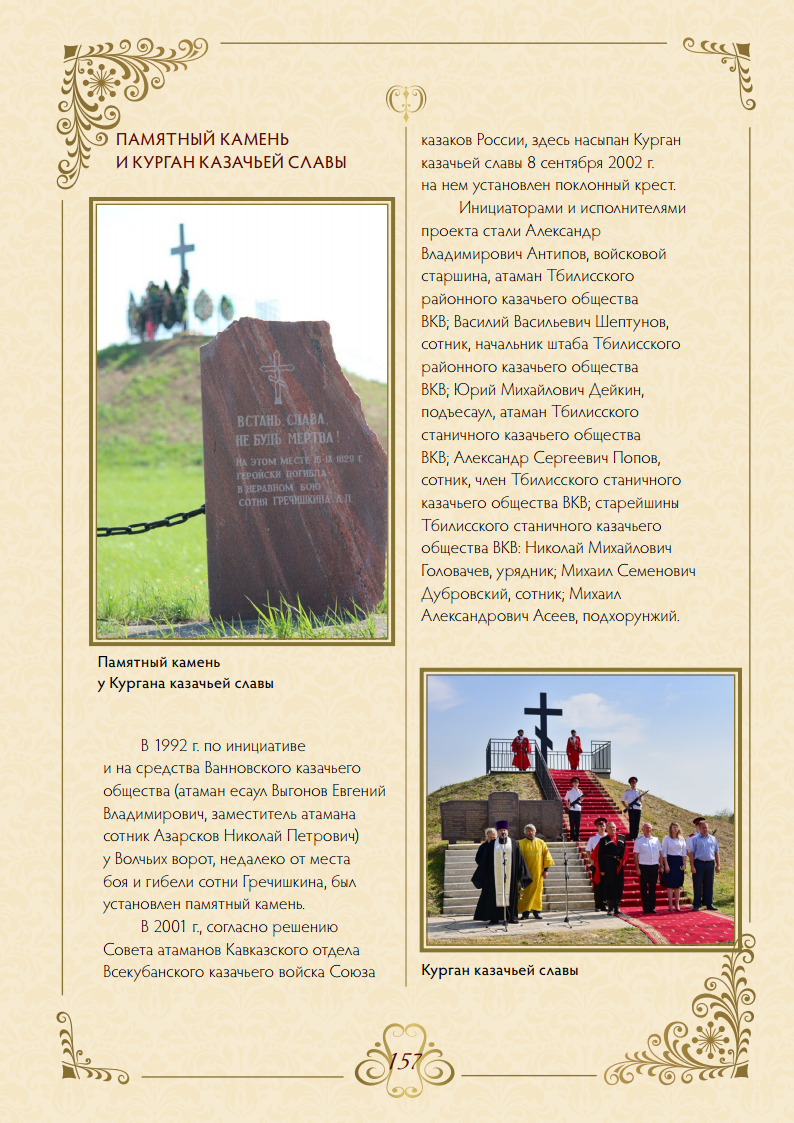 ПАМЯТНЫЙ КАМЕНЬ
И КУРГАН КАЗАЧЬЕЙ СЛАВЫ
ВСТАНЬ, СЛАВА,
НЕ БУДЬ МЕРТВА!
НА ЭТОМ МЕСТЕ 15-IX 1829 Г.
ГЕРОЙСКИ ПОГИБЛА
В НЕРАВНОМ БОЮ
СОТНЯ ГРЕЧИШКИНА А.П.
Памятный камень
у Кургана казачьей славы
В 1992 г. по инициативе
и на средства Ванновского казачьего
общества (атаман есаул Выгонов Евгений
Владимирович, заместитель атамана
сотник Азарсков Николай Петрович)
у Волчьих ворот, недалеко от места
боя и гибели сотни Гречишкина, был
установлен памятный камень.
В 2001 г., согласно решению
Совета атаманов Кавказского отдела
Всекубанского казачьего войска Союза
казаков России, здесь насыпан Курган
казачьей славы 8 сентября 2002 г.
на нем установлен поклонный крест.
Инициаторами и исполнителями
проекта стали Александр
Владимирович Антипов, войсковой
старшина, атаман Тбилисского
районного казачьего общества
ВКВ; Василий Васильевич Шептунов,
сотник, начальник штаба Тбилисского
районного казачьего общества
ВКВ; Юрий Михайлович Дейкин,
подъесаул, атаман Тбилисского
станичного казачьего общества
ВКВ; Александр Сергеевич Попов,
сотник, член Тбилисского станичного
казачьего общества ВКВ; старейшины
Тбилисского станичного казачьего
общества ВКВ: Николай Михайлович
Головачев, урядник; Михаил Семенович
Дубровский, сотник; Михаил
Александрович Асеев, подхорунжий.
Курган казачьей славы
157